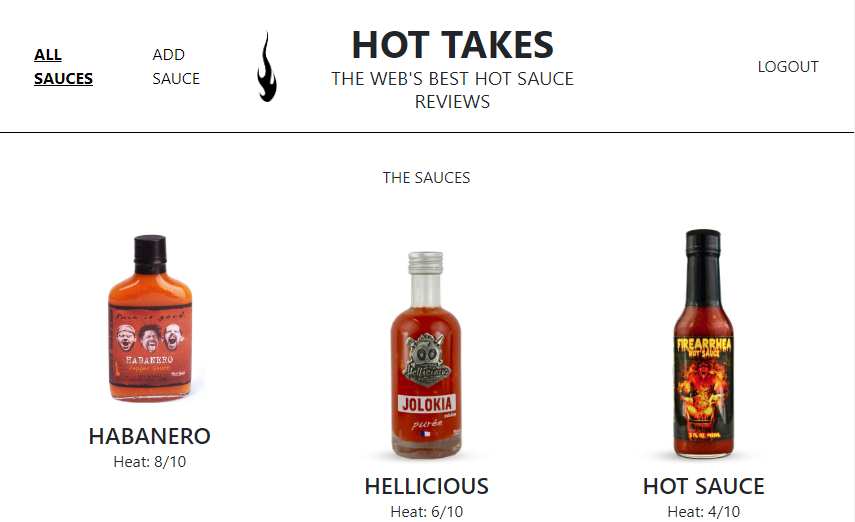 ALL
SAUCES
ADD
SAUCE
HOT TAKES
THE WEB'S BEST HOT SAUCE
REVIEWS
LOGOUT
THE SAUCES
Pain is good.
HABANERO
Pepper Sauce
HABANERO
Heat: 8/10
Hellicious
JOLOKIA
purée
HELLICIOUS
Heat: 6/10
FIREARRHEA
HOT SAUCE
HOT SAUCE
Heat: 4/10